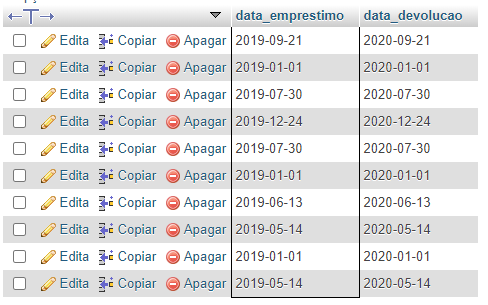 data_emprestimo data_devolucao
Edita Copiar Apagar 2019-09-21 2020-09-21
Edita Copiar Apagar 2019-01-01 2020-01-01
Edita Copiar Apagar 2019-07-30 2020-07-30
Edita Copiar Apagar 2019-12-24 2020-12-24
Edita Copiar Apagar 2019-07-30 2020-07-30
Edita Copiar Apagar 2019-01-01 2020-01-01
Edita Copiar Apagar 2019-06-13 2020-06-13
Edita Copiar Apagar 2019-05-14 2020-05-14
Edita Copiar Apagar 2019-01-01 2020-01-01
Edita Copiar Apagar 2019-05-14 2020-05-14